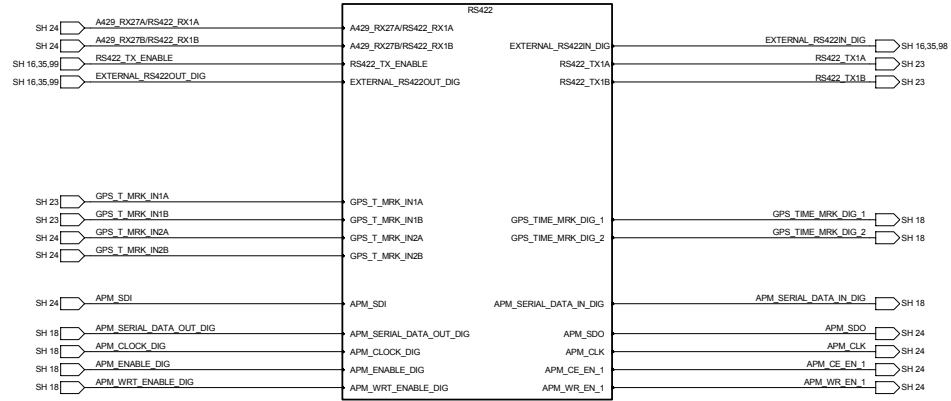 RS422
SH 24 A429_RX27A/RS422_RX1A A429_RX27A/RS422_RX1A
SH 24 A429_RX27B/RS422_RX1B A429_RX27B/RS422_RX1B EXTERNAL_RS422IN_DIG EXTERNAL_RS422IN_DIG SH 16,35,98
SH 16,35,99 RS422_TX_ENABLE RS422_TX_ENABLE RS422_TX1A RS422_TX1A SH 23
SH 16,35,99 EXTERNAL_RS422OUT_DIG EXTERNAL_RS422OUT_DIG RS422_TX1B RS422_TX1B SH 23
SH 23 GPS_T_MRK_IN1A GPS_T_MRK_IN1A
SH 23 GPS_T_MRK_IN1B GPS_T_MRK_IN1B GPS_TIME_MRK_DIG_1 GPS_TIME_MRK_DIG_1 SH 18
SH 24 GPS_T_MRK_IN2A GPS_T_MRK_IN2A GPS_TIME_MRK_DIG_2 GPS_TIME_MRK_DIG_2 SH 18
SH 24 GPS_T_MRK_IN2B GPS_T_MRK_IN2B
SH 24 APM_SDI APM_SDI APM_SERIAL_DATA_IN_DIG APM_SERIAL_DATA_IN_DIG SH 18
SH 18 APM_SERIAL_DATA_OUT_DIG APM_SERIAL_DATA_OUT_DIG APM_SDO APM_SDO SH 24
SH 18 APM_CLOCK_DIG APM_CLOCK_DIG APM_CLK APM_CLK SH 24
SH 18 APM_ENABLE_DIG APM_ENABLE_DIG APM_CE_EN_1 APM_CE_EN_1 SH 24
SH 18 APM_WRT_ENABLE_DIG APM_WRT_ENABLE_DIG APM_WR_EN_1 APM_WR_EN_1 SH 24